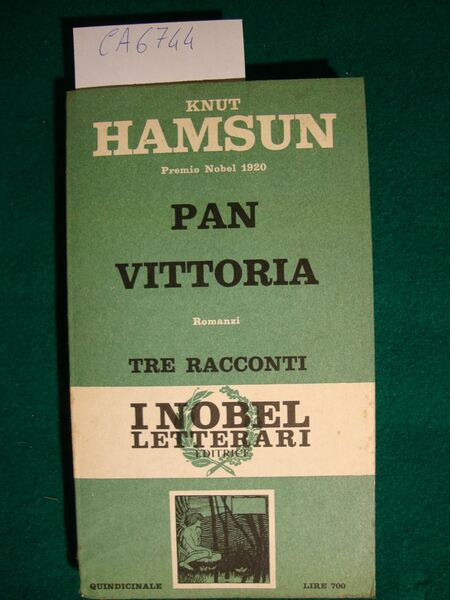 CA6744
KNUT
HAMSUN
Premio Nobel 1920
PAN
VITTORIA
Romanzi
TRE RACCONTI
I NOBEL
LETTERARI
EDITRICE
QUINDICINALE LIRE 700